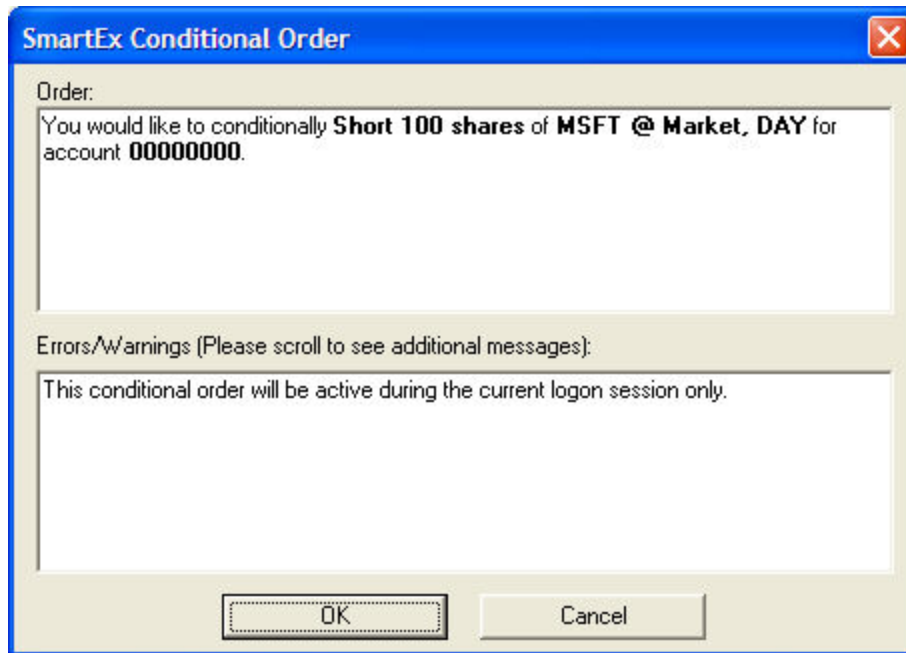 SmartEx Conditional Order
Order:
You would like to conditionally Short 100 shares of MSFT @ Market, DAY for
account 00000000.
Errors/Warnings (Please scroll to see additional messages):
This conditional order will be active during the current logon session only.
OK
Cancel